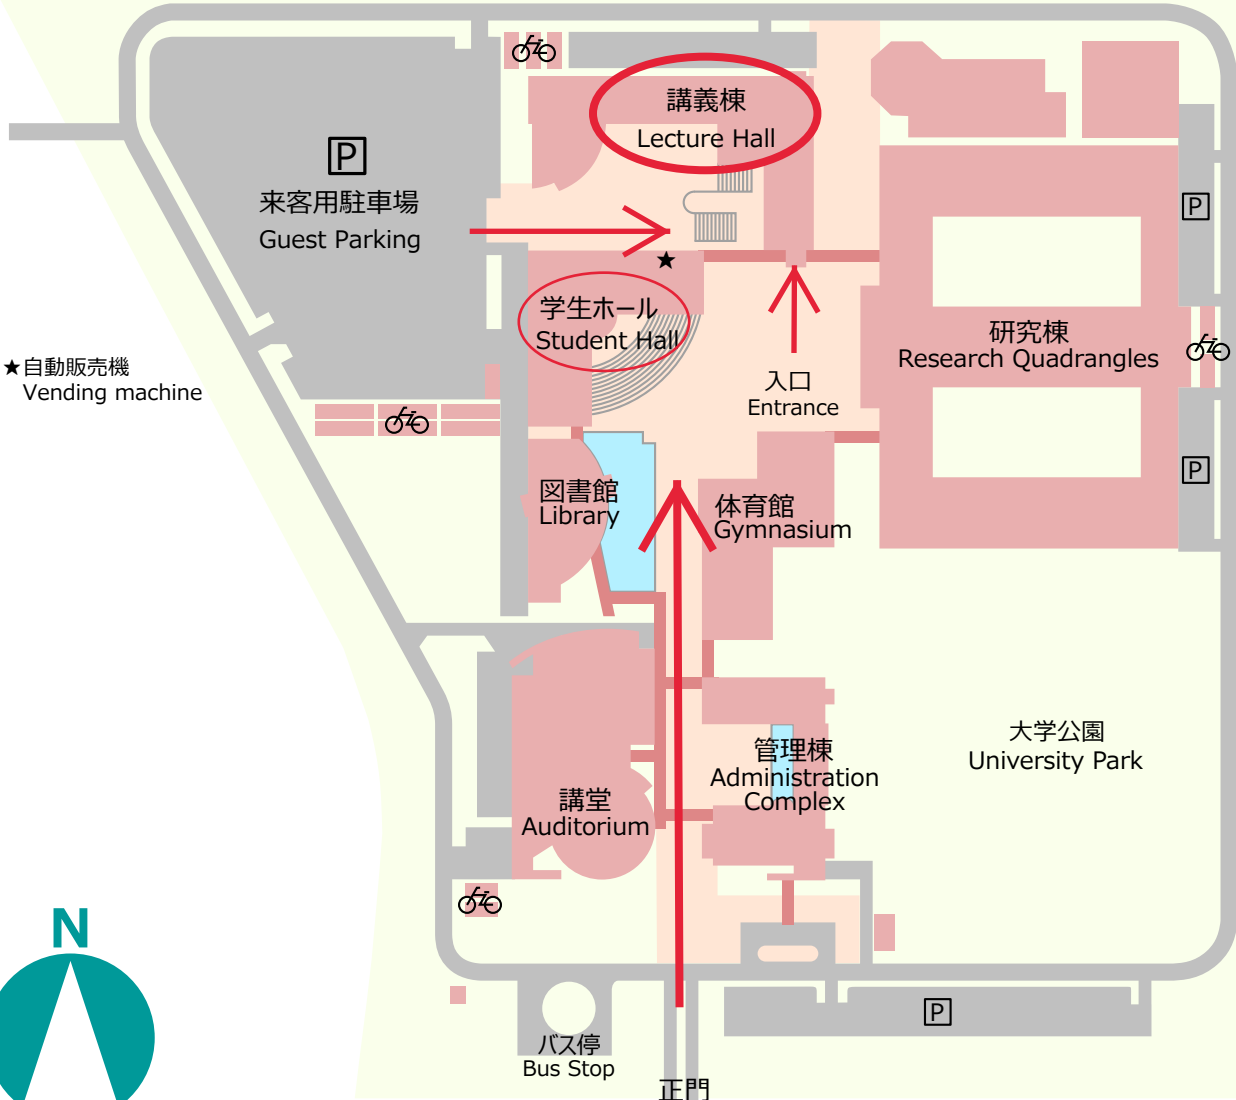 講義棟
Lecture Hall
P
来客用駐車場
Guest Parking
P
★
学生ホール
Student Hall
研究棟
Research Quadrangles
★自動販売機
Vending machine
入口
Entrance
P
図書館
Library
体育館
Gymnasium
大学公園
University Park
管理棟
Administration
Complex
講堂
Auditorium
N
P
バス停
Bus Stop
正門